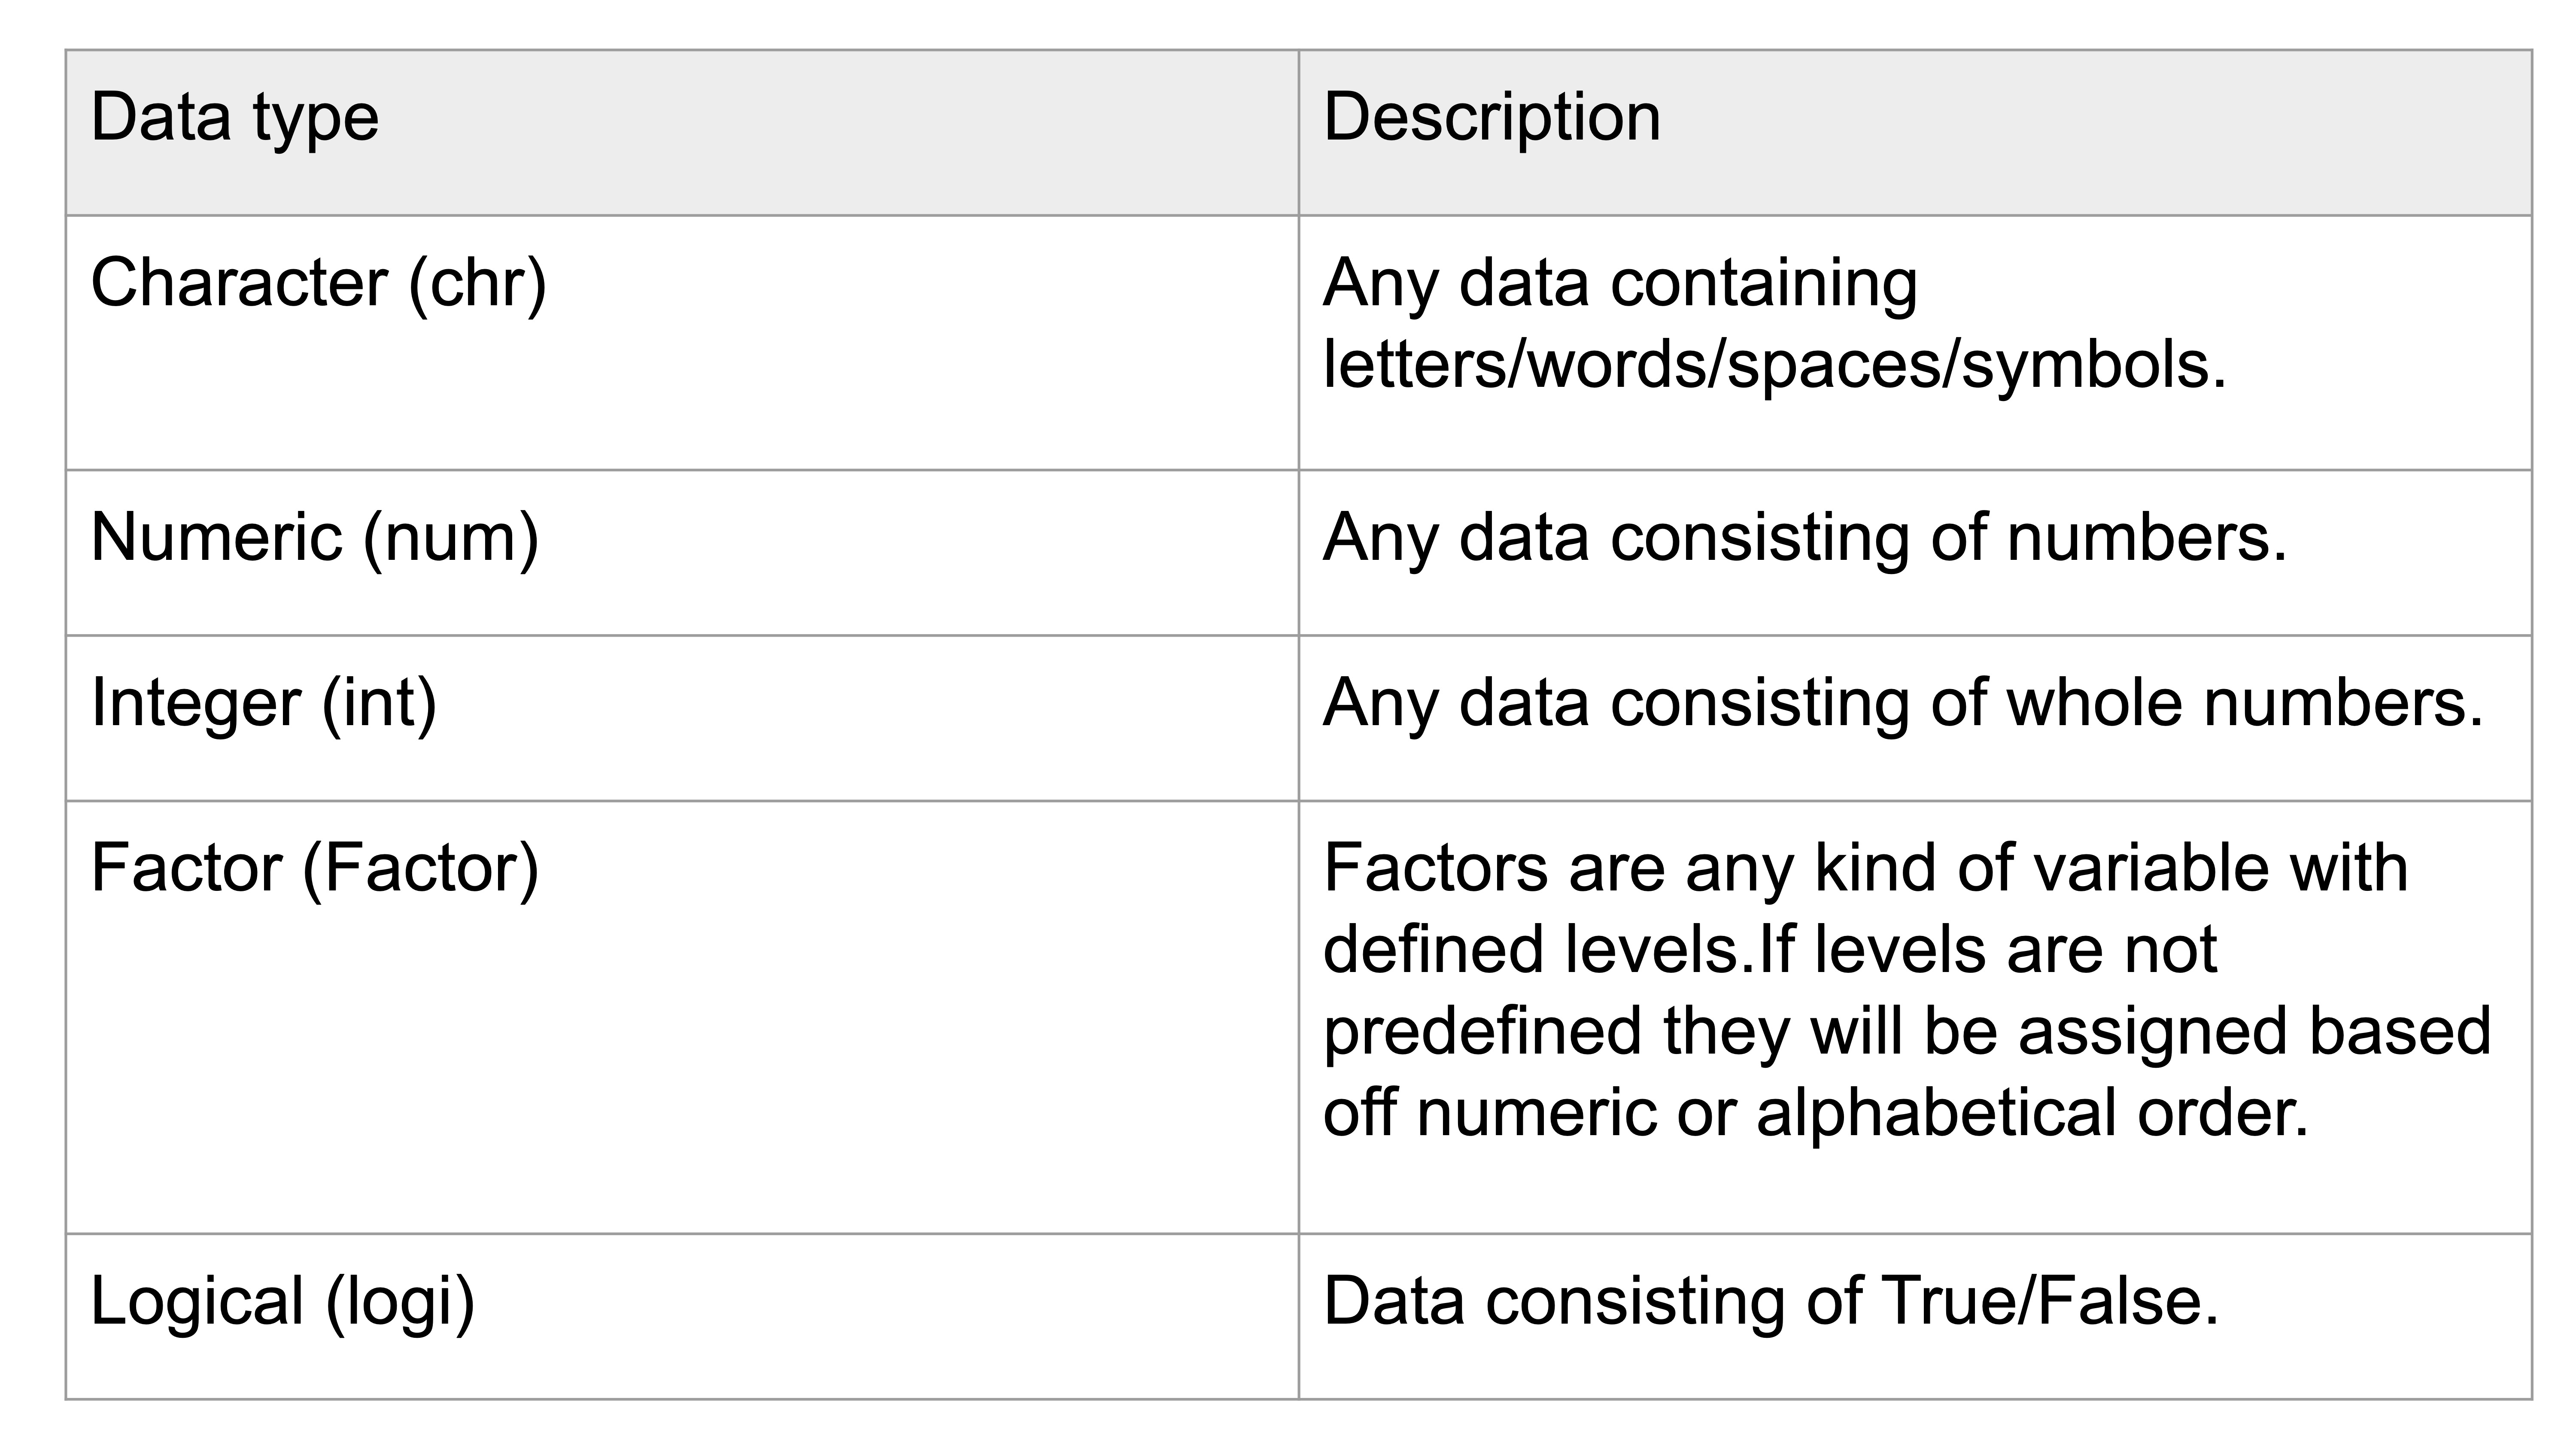 Data type
Description
Character (chr)
Any data containing
letters/words/spaces/symbols.
Numeric (num)
Any data consisting of numbers.
Integer (int)
Any data consisting of whole numbers.
Factor (Factor)
Factors are any kind of variable with
defined levels.If levels are not
predefined they will be assigned based
off numeric or alphabetical order.
Logical (logi)
Data consisting of True/False.